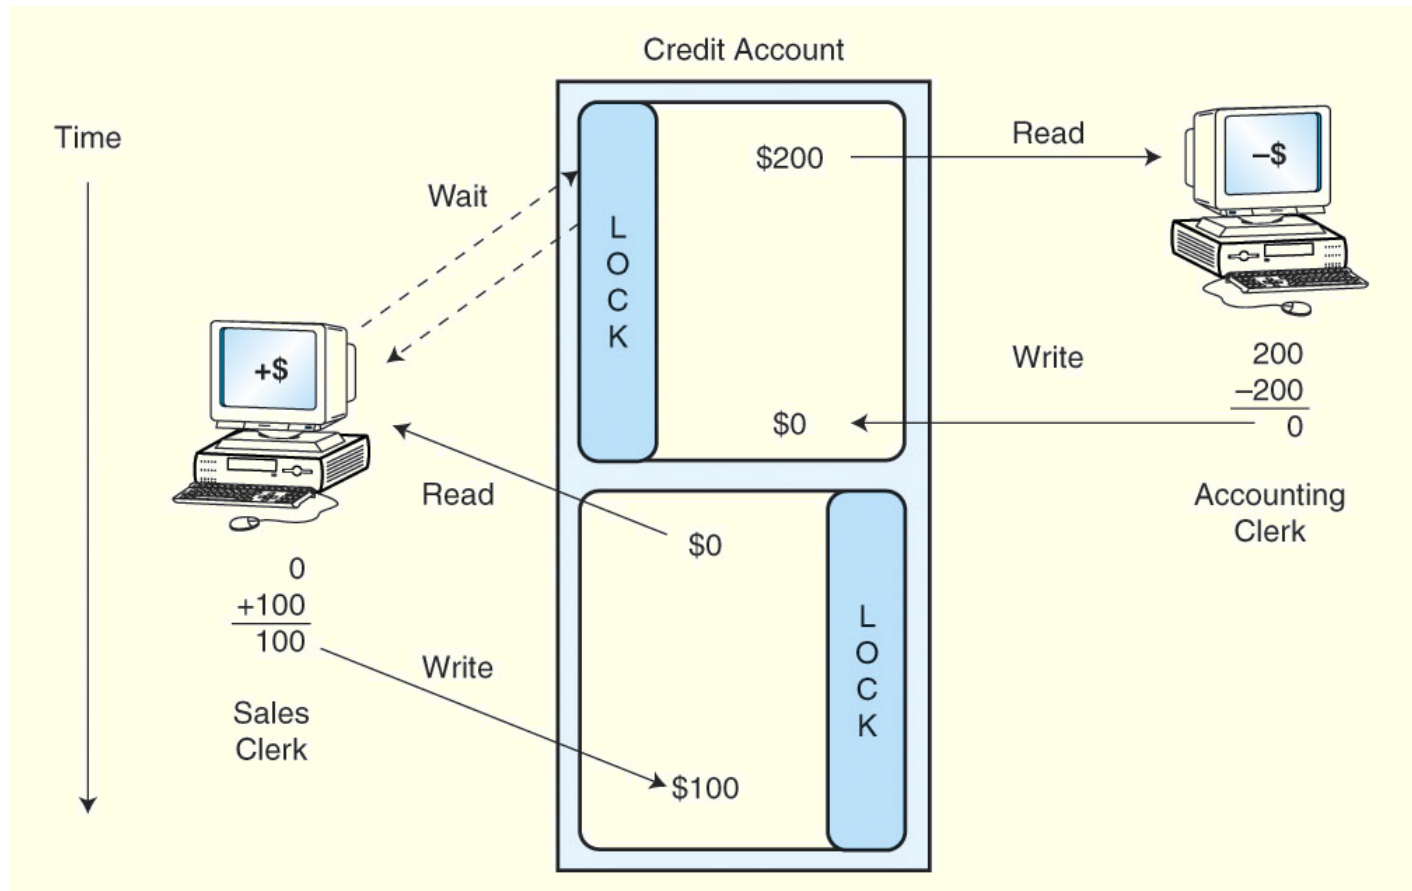 Credit Account
Time
Wait
L
O
C
K
$200
Read
–$
+$
Write
200
–200
0
$0
Accounting
Clerk
Read
$0
0
+100
100
Write
Sales
Clerk
$100
L
O
C
K